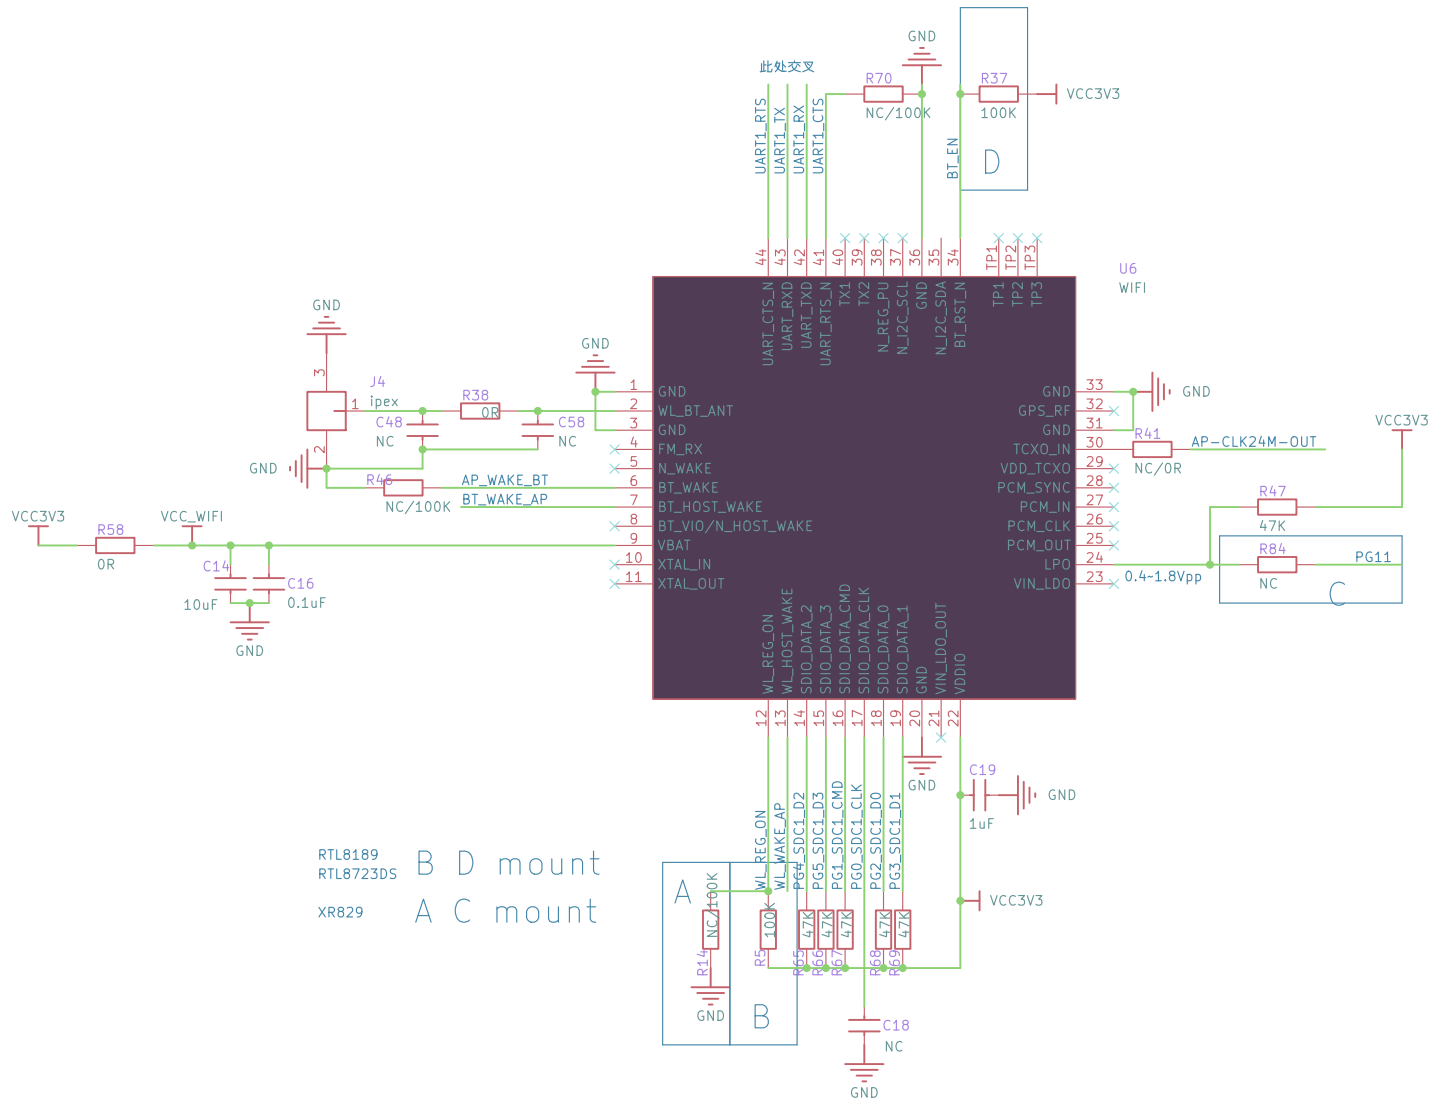 GND
此处交叉
R70
R37
VCC3V3
NC/100K
100K
UART1_RTS
UART1_TX
UART1_RX
UART1_CTS
BT_EN
D
44
43
42
41
40
39
38
37
36
35
34
TP1
TP2
TP3
U6
WIFI
UART_CTS_N
UART_RXD
UART_TXD
UART_RTS_N
TX1
TX2
N_REG_PU
N_I2C_SCL
GND
N_I2C_SDA
BT_RST_N
TP1
TP2
TP3
GND
3
J4
ipex
1
2
GND
C48
NC
R38
0R
C58
NC
GND
R46
NC/100K
AP_WAKE_BT
BT_WAKE_AP
VCC3V3
R58
0R
VCC_WIFI
C14
10uF
C16
0.1uF
GND
1 GND
2 WL_BT_ANT
3 GND
4 FM_RX
5 N_WAKE
6 BT_WAKE
7 BT_HOST_WAKE
8 BT_VIO/N_HOST_WAKE
9 VBAT
10 XTAL_IN
11 XTAL_OUT
GND 33
GPS_RF 32
GND 31
TCXO_IN 30
VDD_TCXO 29
PCM_SYNC 28
PCM_IN 27
PCM_CLK 26
PCM_OUT 25
LPO 24
VIN_LDO 23
GND
R41
NC/0R
AP-CLK24M-OUT
VCC3V3
R47
47K
R84
NC
PG11
C
0.4~1.8Vpp
WL_REG_ON
WL_HOST_WAKE
SDIO_DATA_2
SDIO_DATA_3
SDIO_DATA_CMD
SDIO_DATA_CLK
SDIO_DATA_0
SDIO_DATA_1
GND
VIN_LDO_OUT
VDDIO
12
13
14
15
16
17
18
19
20
21
22
GND
C19
1uF
GND
VCC3V3
WL_REG_ON
WL_WAKE_AP
PG4_SDC1_D2
PG5_SDC1_D3
PG1_SDC1_CMD
PG0_SDC1_CLK
PG2_SDC1_D0
PG3_SDC1_D1
RTL8189
RTL8723DS
B D mount
XR829
A C mount
A
NC/100K
R14
GND
100K
R5
B
47K
R65
47K
R66
47K
R67
47K
R68
47K
R69
C18
NC
GND